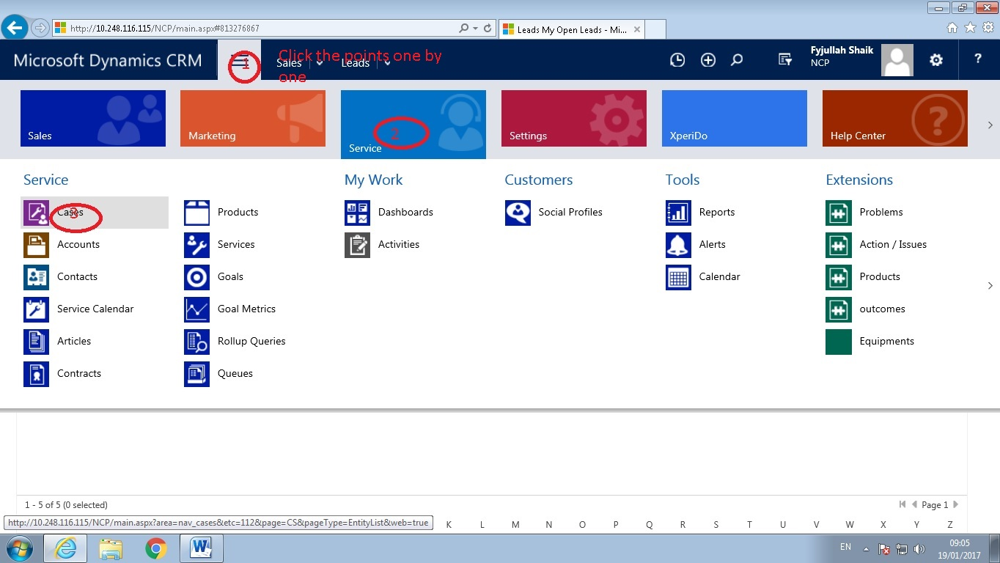 http://10.248.116.115/NCP/main.aspx#813276867
Leads My Open Leads - Mi...
Microsoft Dynamics CRM
1
Sales
Leads
Click the points one by
one
Fyjullah Shaik
NCP
?
Sales
Marketing
2
Service
Settings
XperiDo
?
Help Center
Service
My Work
Customers
Tools
Extensions
Cases
3
Products
Dashboards
Social Profiles
Reports
Problems
Accounts
Services
Activities
Alerts
Action / Issues
Contacts
Goals
Calendar
Products
Service Calendar
Goal Metrics
outcomes
Articles
Rollup Queries
Equipments
Contracts
Queues
1 - 5 of 5 (0 selected)
Page 1
http://10.248.116.115/NCP/main.aspx?area=nav_cases&etc=112&page=CS&pageType=EntityList&web=true
K L M N O P Q R S T U V W X Y Z
EN
09:05
19/01/2017